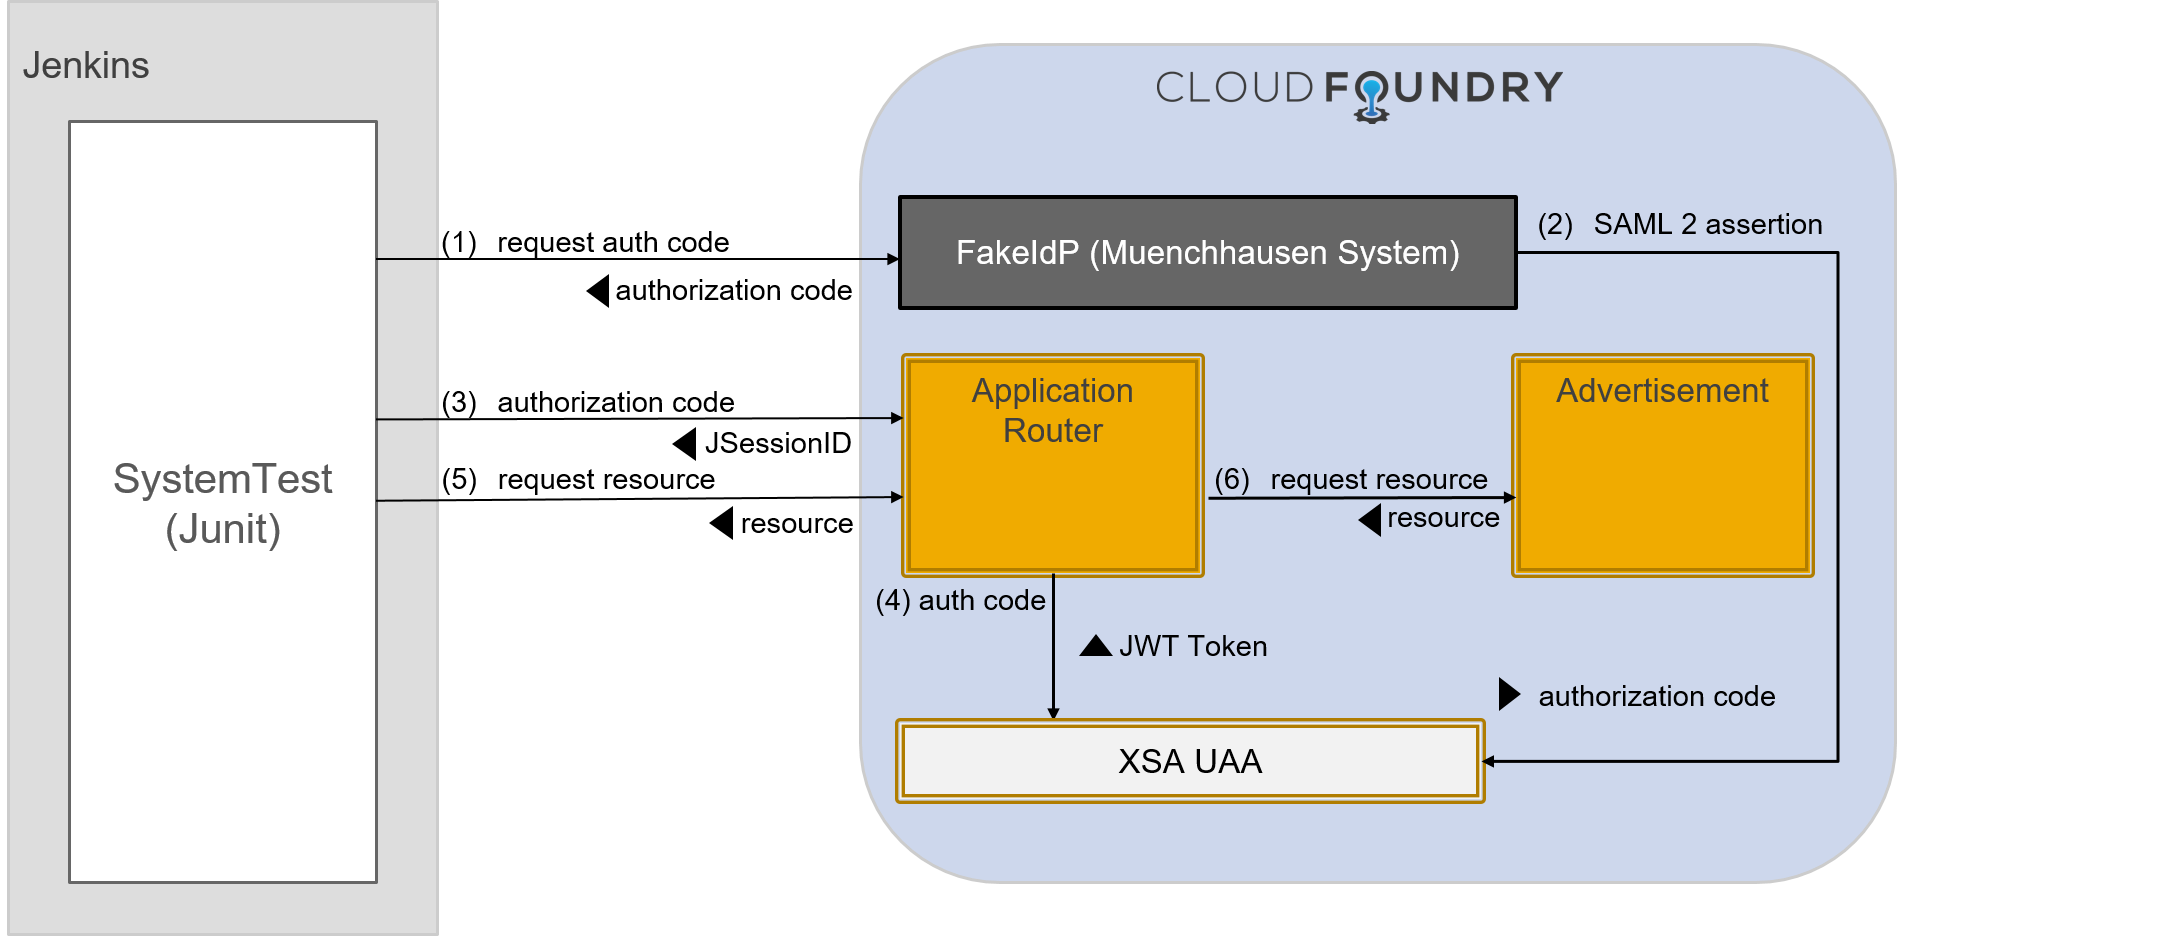 Jenkins
CLOUD FOUNDRY
(1) request auth code
authorization code
FakeIdP (Muenchhausen System)
(2) SAML 2 assertion
(3) authorization code
JSessionID
(5) request resource
resource
SystemTest
(Junit)
Application
Router
Advertisement
(6) request resource
resource
(4) auth code
JWT Token
authorization code
XSA UAA